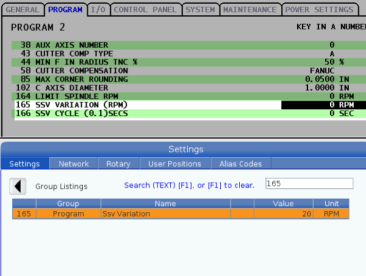 GENERAL PROGRAM I/O CONTROL PANEL SYSTEM MAINTENANCE POWER SETTINGS
PROGRAM 2 KEY IN A NUMBE
38 AUX AXIS NUMBER 0
43 CUTTER COMP TYPE A
44 MIN F IN RADIUS TNC % 50 %
58 CUTTER COMPENSATION FANUC
85 MAX CORNER ROUNDING 0.0500 IN
102 C AXIS DIAMETER 1.0000 IN
164 LIMIT SPINDLE RPM 0 RPM
165 SSV VARIATION (RPM) 0 RPM
166 SSV CYCLE (0.1)SECS 0 SEC
Settings
Settings Network Rotary User Positions Alias Codes
Group Listings Search (TEXT) [F1], or [F1] to clear. 165
Group Name Value Unit
165 Program Ssv Variation 20 RPM